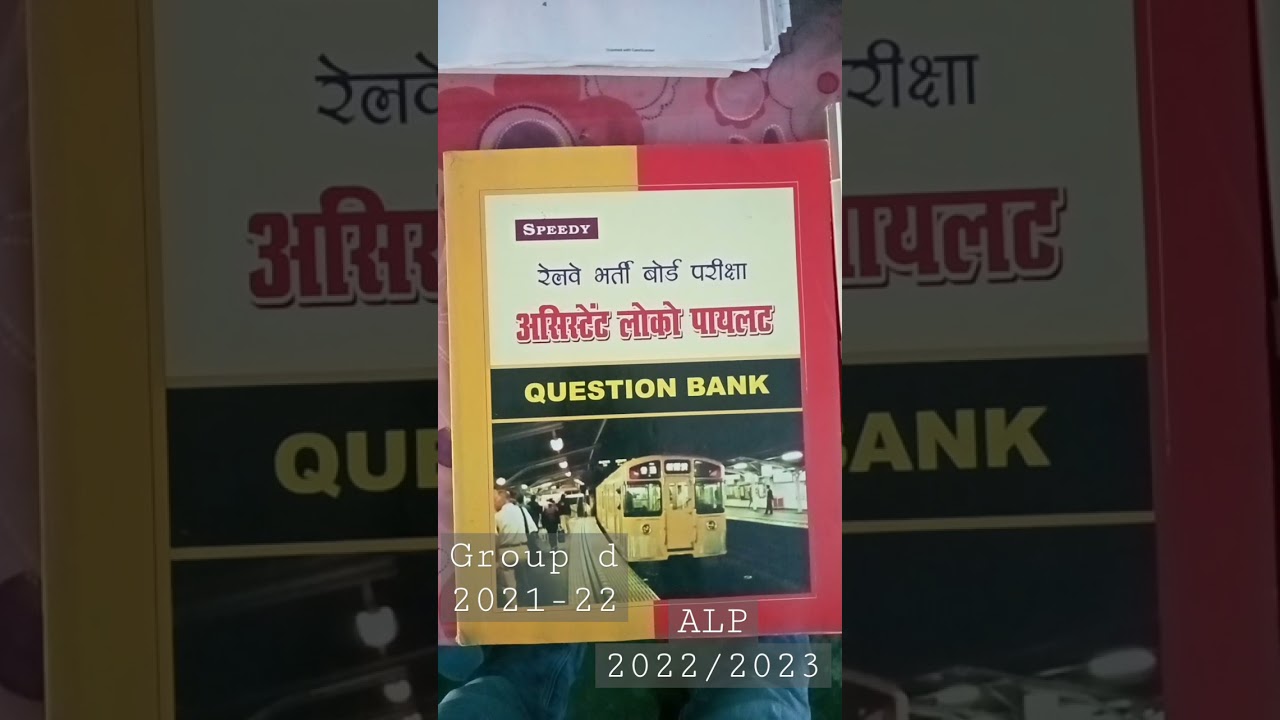 SPEEDY
रेलवे भर्ती बोर्ड परीक्षा
असिस्टेंट लोको पायलट
QUESTION BANK
Group d
2021-22
ALP
2022/2023